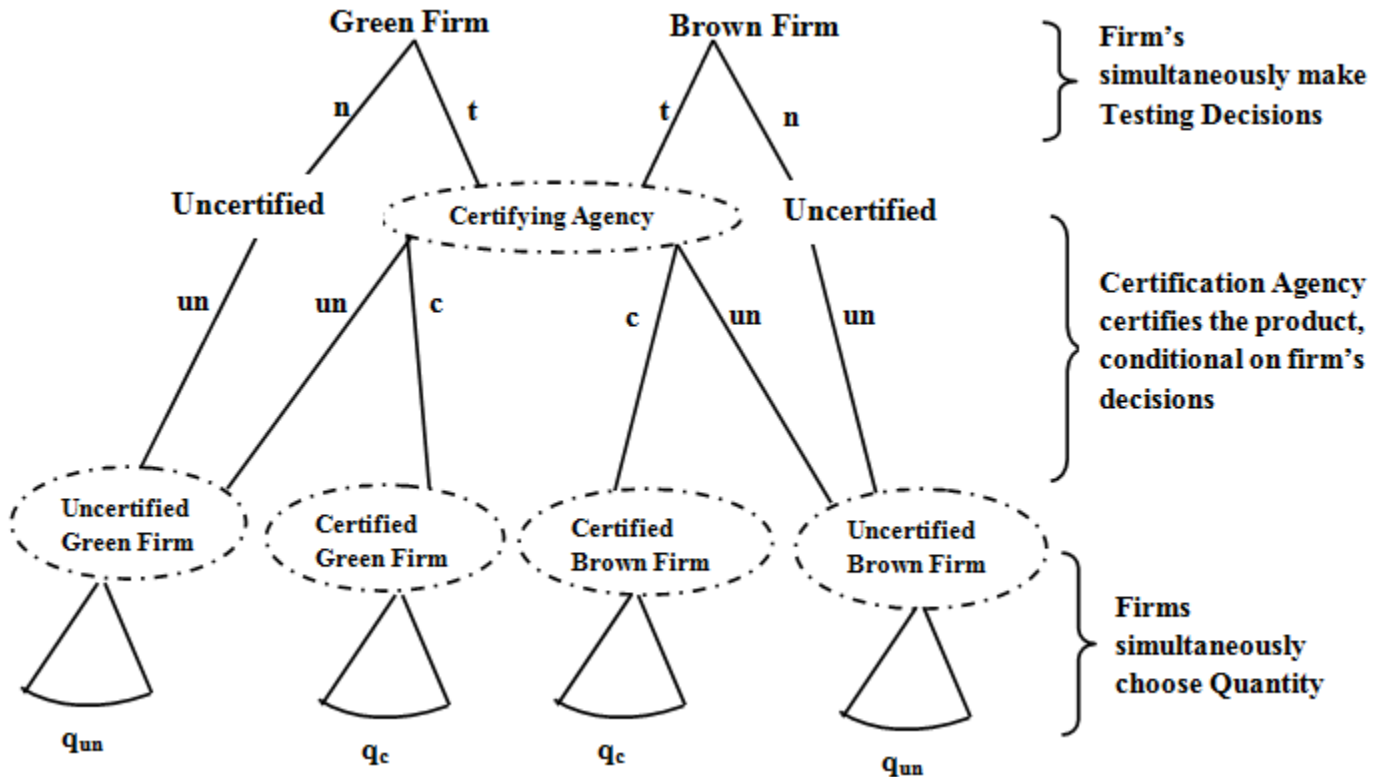 Green Firm
Brown Firm
Firm's
simultaneously make
Testing Decisions
n
t
t
n
Uncertified
Certifying Agency
Uncertified
un
un
c
c
un
un
Certification Agency
certifies the product,
conditional on firm's
decisions
Uncertified
Green Firm
Certified
Green Firm
Certified
Brown Firm
Uncertified
Brown Firm
Firms
simultaneously
choose Quantity
qun
qc
qc
qun